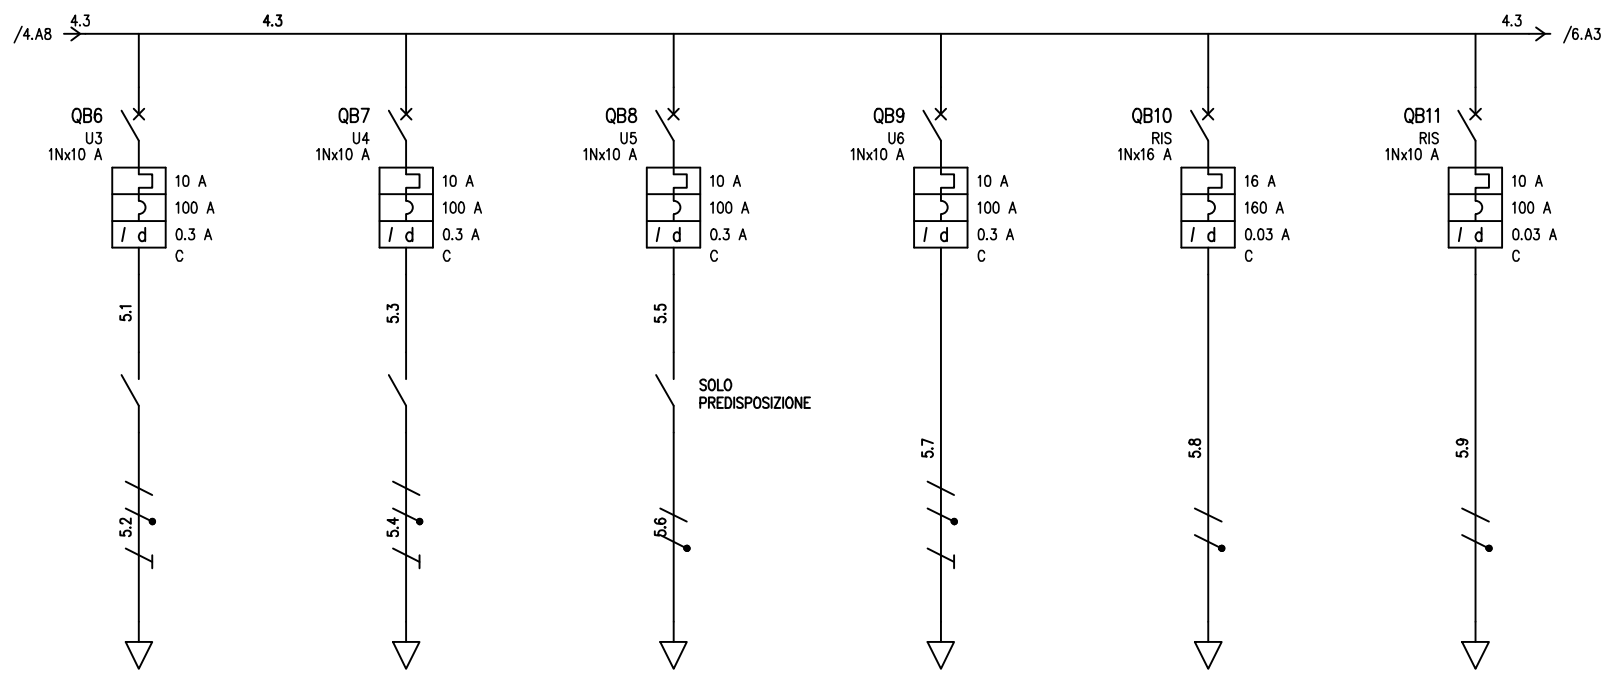 4.3
4.3
4.3
/4.A8
/6.A3
QB6
U3
1Nx10 A
10 A
100 A
I d
0.3 A
C
5.1
5.2
QB7
U4
1Nx10 A
10 A
100 A
I d
0.3 A
C
5.3
5.4
QB8
U5
1Nx10 A
10 A
100 A
I d
0.3 A
C
5.5
SOLO
PREDISPOSIZIONE
5.6
QB9
U6
1Nx10 A
10 A
100 A
I d
0.3 A
C
5.7
QB10
RIS
1Nx16 A
16 A
160 A
I d
0.03 A
C
5.8
QB11
RIS
1Nx10 A
10 A
100 A
I d
0.03 A
C
5.9